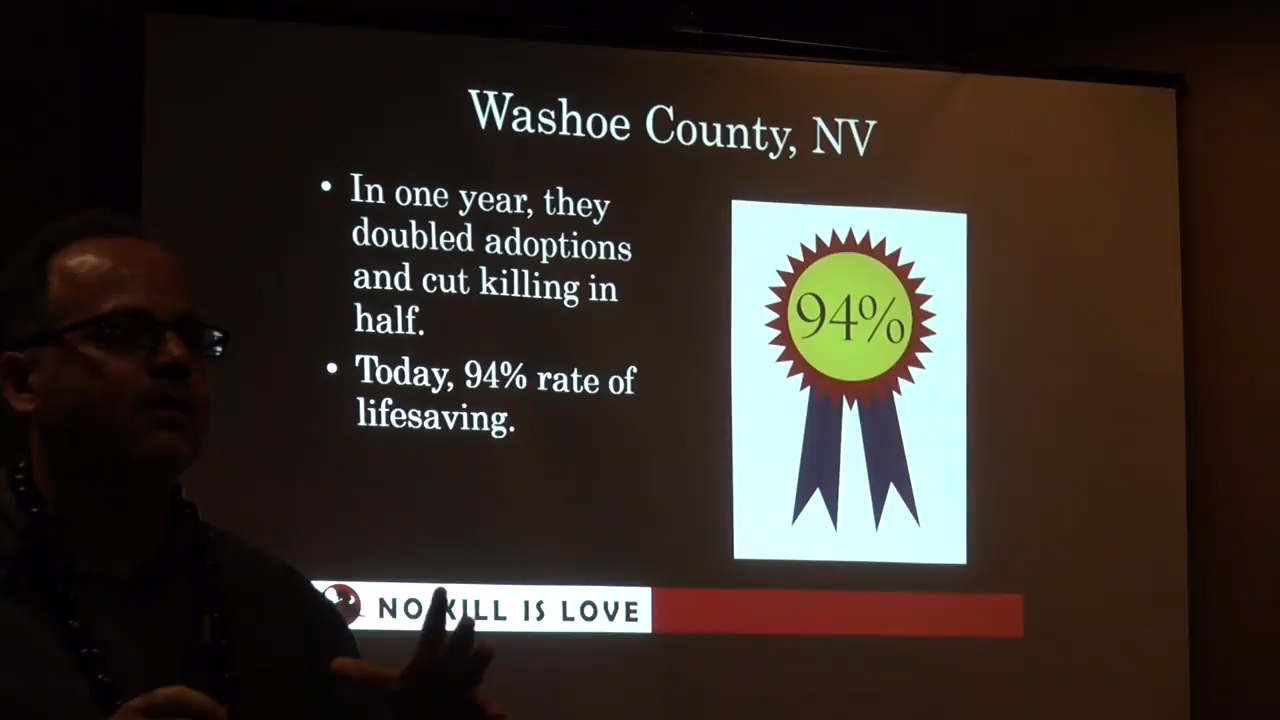 Washoe County, NV
• In one year, they
doubled adoptions
and cut killing in
half.
• Today, 94% rate of
lifesaving.
94%
NO KILL IS LOVE